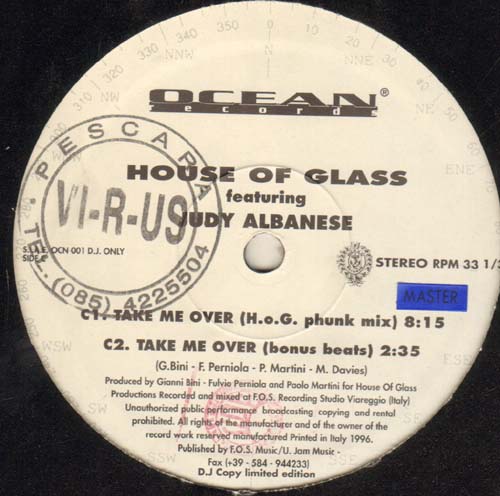 OCEAN®
records
HOUSE OF GLASS
featuring
JUDY ALBANESE
PESCARA
VI-R-US
TEL. (085) 4225504
S.I.A.E. OCN 001 D.J. ONLY
SIDE C
STEREO RPM 33 1/3
MASTER
C1. TAKE ME OVER (H.o.G. phunk mix) 8:15
C2. TAKE ME OVER (bonus beats) 2:35
(G.Bini - F. Perniola - P. Martini - M. Davies)
Produced by Gianni Bini - Fulvio Perniola and Paolo Martini for House Of Glass
Productions Recorded and mixed at F.O.S. Recording Studio Viareggio (Italy)
Unauthorized public performance broadcasting copying and rental
prohibited. All rights of the manufacturer and of the owner of the
record work reserved manufactured Printed in Italy 1996.
Published by F.O.S. Music/U. Jam Music -
Fax (+39 - 584 - 944233)
D.J Copy limited edition
310 320 330 340 350 N 10 20 30 40
NNW
NW
NE
ENE
WSW
SW
ESE
SE
SSE